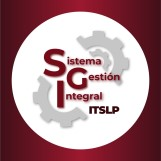 Sistema
Gestión
Integral
ITSLP